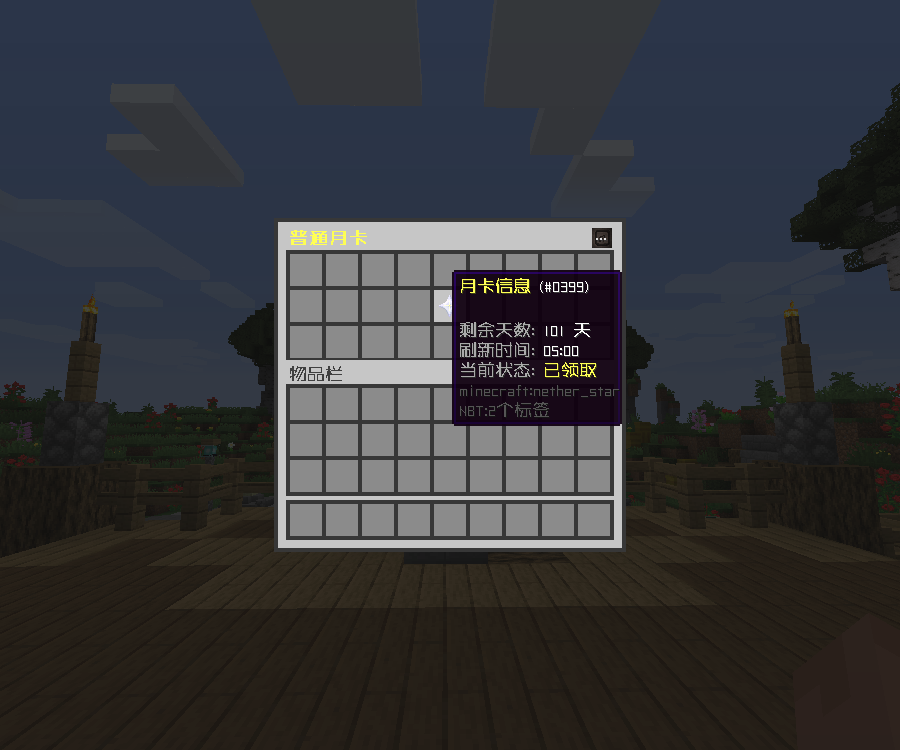 普通月卡
月卡信息 (#0399)
剩余天数: 101 天
刷新时间: 05:00
当前状态: 已领取
minecraft:nether_star
NBT:2个标签
物品栏